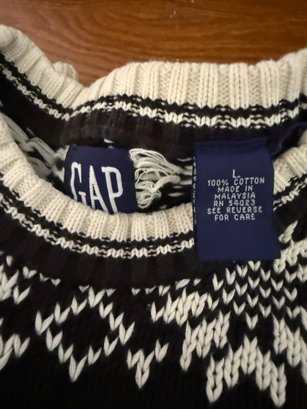 GAP
L
100% COTTON
MADE IN
MALAYSIA
RN 54023
SEE REVERSE
FOR CARE